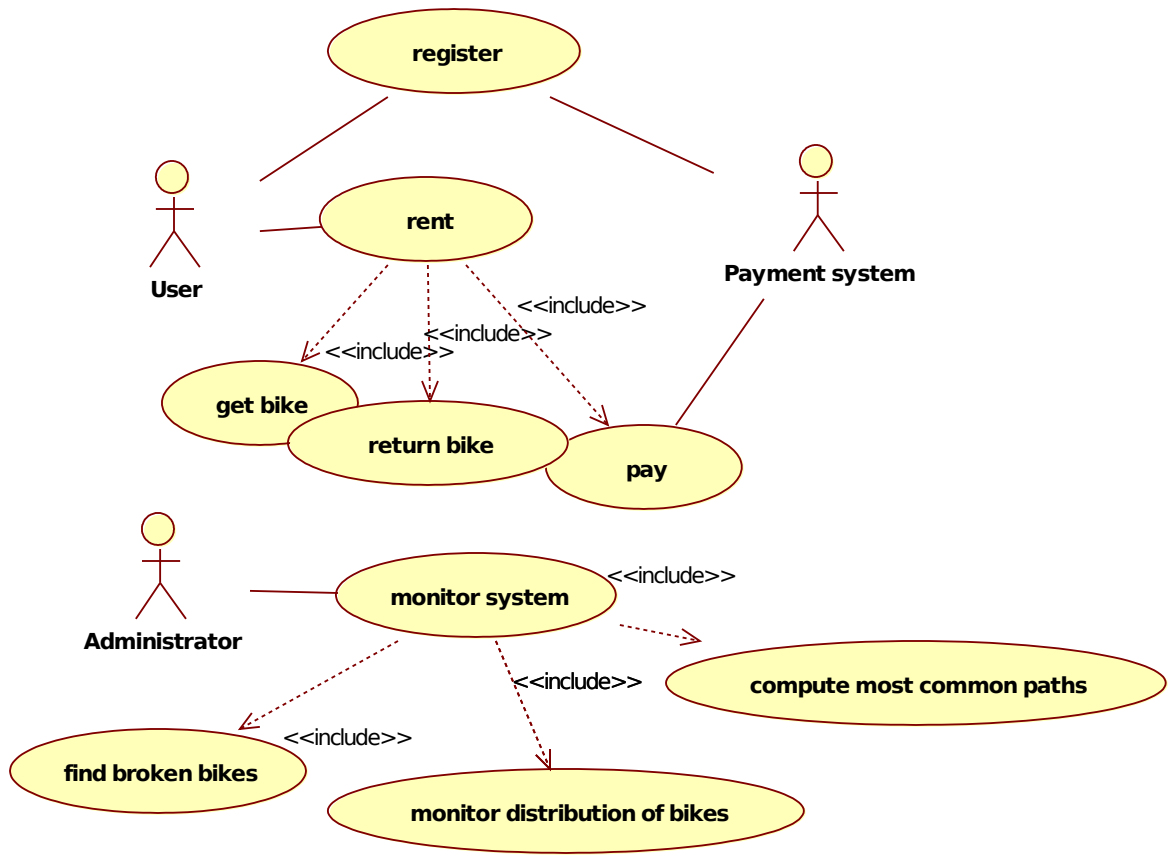 register
rent
User
Payment system
<<include>>
<<include>>
<<include>>
get bike
return bike
pay
<<include>>
monitor system
Administrator
<<include>>
compute most common paths
<<include>>
find broken bikes
monitor distribution of bikes